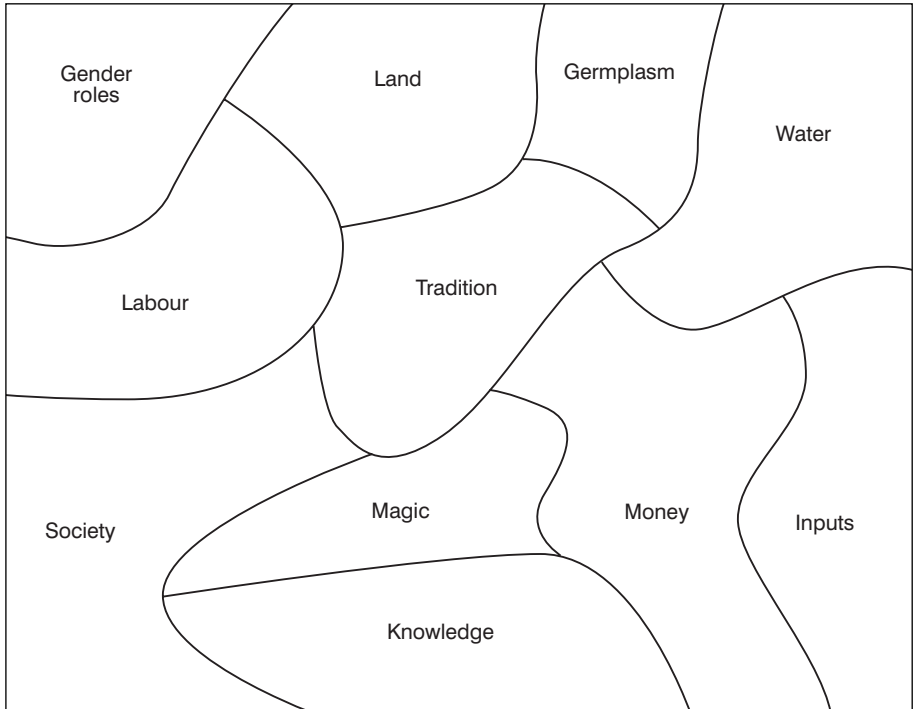 Gender
roles
Land
Germplasm
Water
Labour
Tradition
Society
Magic
Money
Inputs
Knowledge